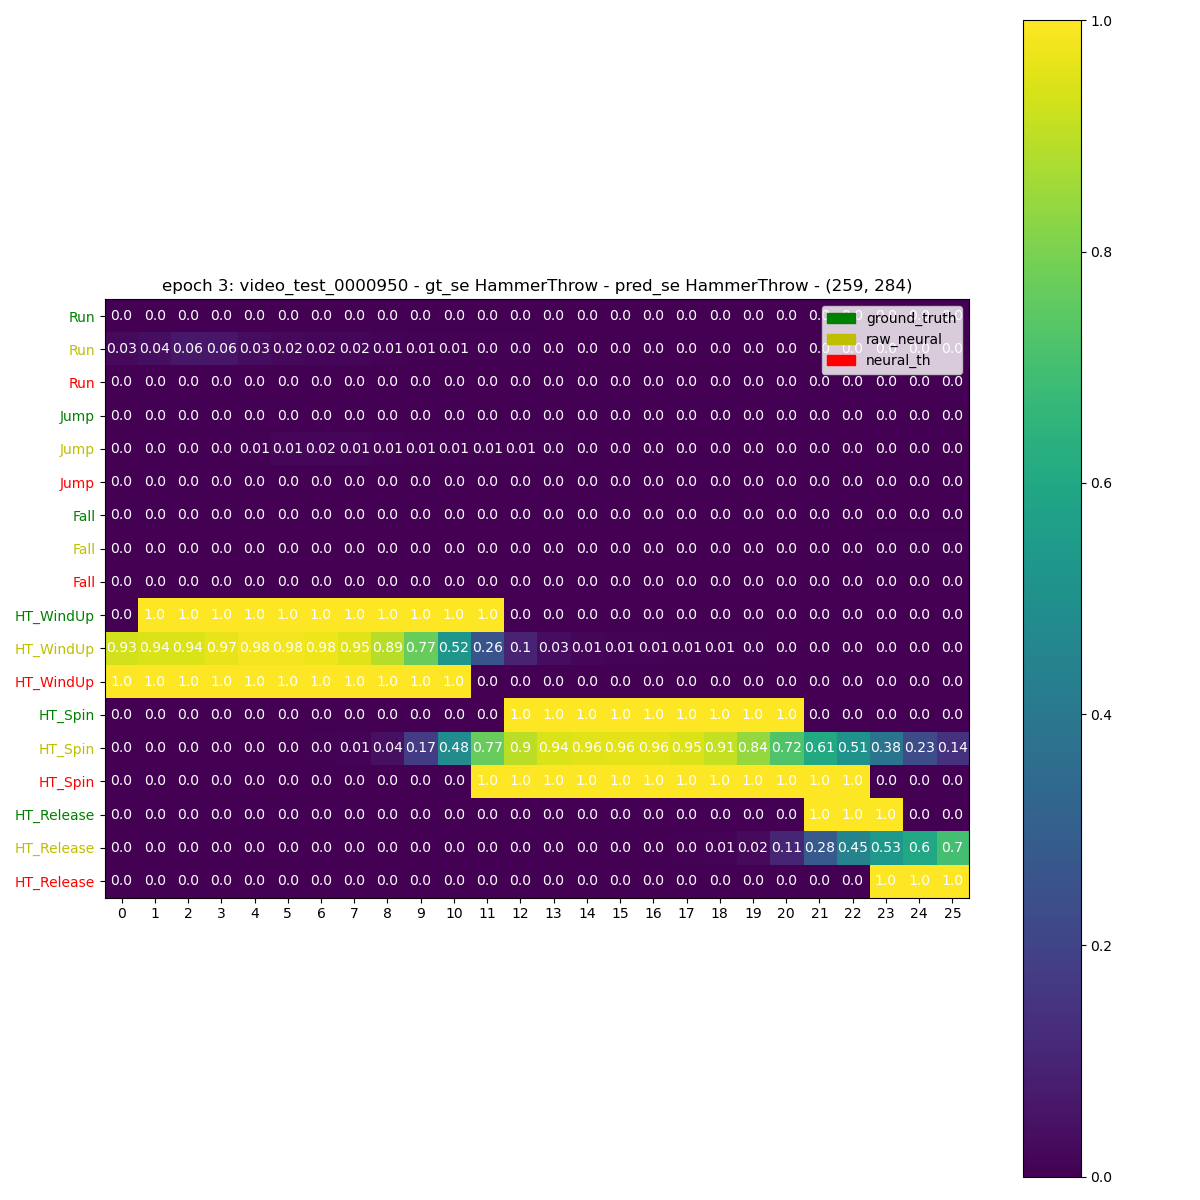 epoch 3: video_test_0000950 - gt_se HammerThrow - pred_se HammerThrow - (259, 284)
Run 0.0 0.0 0.0 0.0 0.0 0.0 0.0 0.0 0.0 0.0 0.0 0.0 0.0 0.0 0.0 0.0 0.0 0.0 0.0 0.0 0.0
Run 0.03 0.04 0.06 0.06 0.03 0.02 0.02 0.02 0.01 0.01 0.01 0.0 0.0 0.0 0.0 0.0 0.0 0.0 0.0 0.0 0.0
Run 0.0 0.0 0.0 0.0 0.0 0.0 0.0 0.0 0.0 0.0 0.0 0.0 0.0 0.0 0.0 0.0 0.0 0.0 0.0 0.0 0.0 0.0 0.0 0.0 0.0 0.0
Jump 0.0 0.0 0.0 0.0 0.0 0.0 0.0 0.0 0.0 0.0 0.0 0.0 0.0 0.0 0.0 0.0 0.0 0.0 0.0 0.0 0.0 0.0 0.0 0.0 0.0 0.0
Jump 0.0 0.0 0.0 0.0 0.01 0.01 0.02 0.01 0.01 0.01 0.01 0.01 0.01 0.0 0.0 0.0 0.0 0.0 0.0 0.0 0.0 0.0 0.0 0.0 0.0 0.0
Jump 0.0 0.0 0.0 0.0 0.0 0.0 0.0 0.0 0.0 0.0 0.0 0.0 0.0 0.0 0.0 0.0 0.0 0.0 0.0 0.0 0.0 0.0 0.0 0.0 0.0 0.0
Fall 0.0 0.0 0.0 0.0 0.0 0.0 0.0 0.0 0.0 0.0 0.0 0.0 0.0 0.0 0.0 0.0 0.0 0.0 0.0 0.0 0.0 0.0 0.0 0.0 0.0 0.0
Fall 0.0 0.0 0.0 0.0 0.0 0.0 0.0 0.0 0.0 0.0 0.0 0.0 0.0 0.0 0.0 0.0 0.0 0.0 0.0 0.0 0.0 0.0 0.0 0.0 0.0 0.0
Fall 0.0 0.0 0.0 0.0 0.0 0.0 0.0 0.0 0.0 0.0 0.0 0.0 0.0 0.0 0.0 0.0 0.0 0.0 0.0 0.0 0.0 0.0 0.0 0.0 0.0 0.0
HT_WindUp 0.0 1.0 1.0 1.0 1.0 1.0 1.0 1.0 1.0 1.0 1.0 1.0 0.0 0.0 0.0 0.0 0.0 0.0 0.0 0.0 0.0 0.0 0.0 0.0 0.0 0.0
HT_WindUp 0.93 0.94 0.94 0.97 0.98 0.98 0.98 0.95 0.89 0.77 0.52 0.26 0.1 0.03 0.01 0.01 0.01 0.01 0.01 0.0 0.0 0.0 0.0 0.0 0.0 0.0
HT_WindUp 1.0 1.0 1.0 1.0 1.0 1.0 1.0 1.0 1.0 1.0 1.0 0.0 0.0 0.0 0.0 0.0 0.0 0.0 0.0 0.0 0.0 0.0 0.0 0.0 0.0 0.0
HT_Spin 0.0 0.0 0.0 0.0 0.0 0.0 0.0 0.0 0.0 0.0 0.0 0.0 1.0 1.0 1.0 1.0 1.0 1.0 1.0 1.0 1.0 0.0 0.0 0.0 0.0 0.0
HT_Spin 0.0 0.0 0.0 0.0 0.0 0.0 0.0 0.01 0.04 0.17 0.48 0.77 0.9 0.94 0.96 0.96 0.96 0.95 0.91 0.84 0.72 0.61 0.51 0.38 0.23 0.14
HT_Spin 0.0 0.0 0.0 0.0 0.0 0.0 0.0 0.0 0.0 0.0 0.0 1.0 1.0 1.0 1.0 1.0 1.0 1.0 1.0 1.0 1.0 1.0 1.0 0.0 0.0 0.0
HT_Release 0.0 0.0 0.0 0.0 0.0 0.0 0.0 0.0 0.0 0.0 0.0 0.0 0.0 0.0 0.0 0.0 0.0 0.0 0.0 0.0 0.0 1.0 1.0 1.0 0.0 0.0
HT_Release 0.0 0.0 0.0 0.0 0.0 0.0 0.0 0.0 0.0 0.0 0.0 0.0 0.0 0.0 0.0 0.0 0.0 0.0 0.01 0.02 0.11 0.28 0.45 0.53 0.6 0.7
HT_Release 0.0 0.0 0.0 0.0 0.0 0.0 0.0 0.0 0.0 0.0 0.0 0.0 0.0 0.0 0.0 0.0 0.0 0.0 0.0 0.0 0.0 0.0 0.0 1.0 1.0 1.0
0 1 2 3 4 5 6 7 8 9 10 11 12 13 14 15 16 17 18 19 20 21 22 23 24 25
ground_truth
raw_neural
neural_th
1.0
0.8
0.6
0.4
0.2
0.0